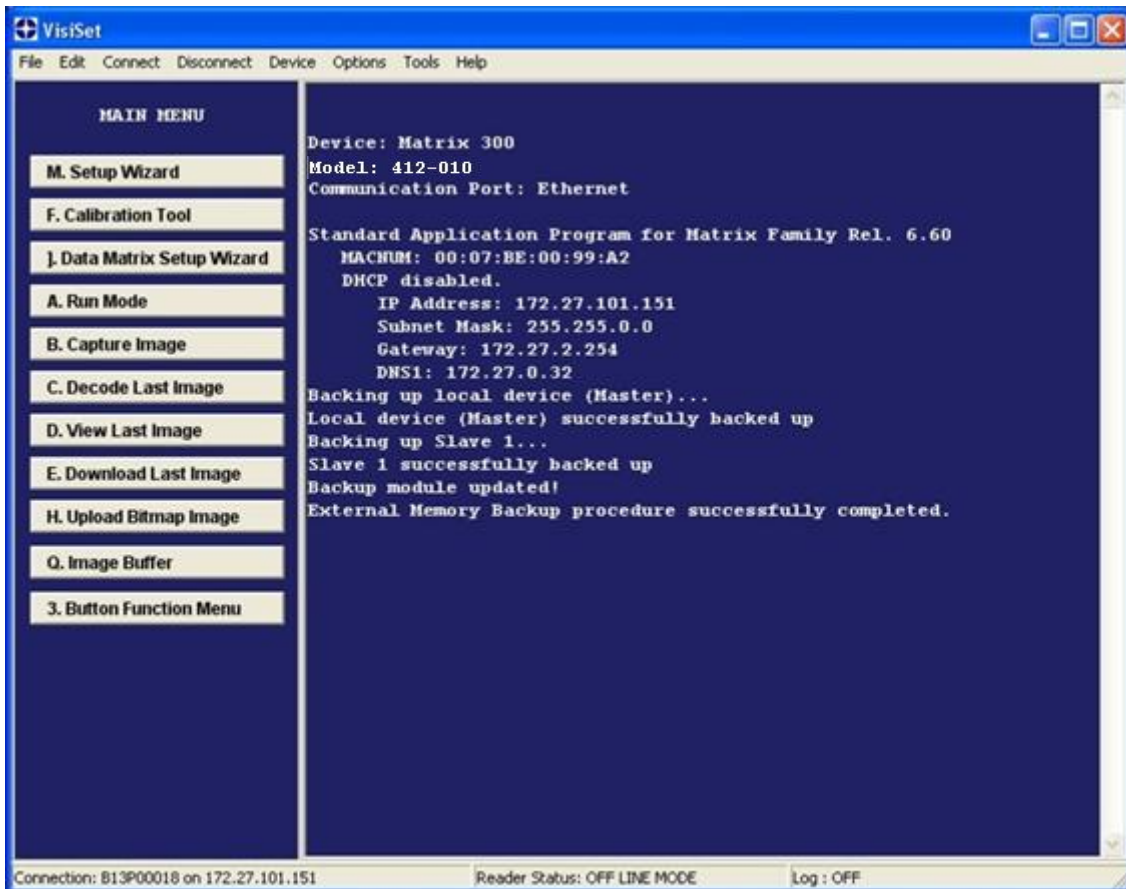 VisiSet
File Edit Connect Disconnect Device Options Tools Help
MAIN MENU
M. Setup Wizard
F. Calibration Tool
]. Data Matrix Setup Wizard
A. Run Mode
B. Capture Image
C. Decode Last Image
D. View Last Image
E. Download Last Image
H. Upload Bitmap Image
Q. Image Buffer
3. Button Function Menu
Device: Matrix 300
Model: 412-010
Communication Port: Ethernet
Standard Application Program for Matrix Family Rel. 6.60
MACNUM: 00:07:BE:00:99:A2
DHCP disabled.
IP Address: 172.27.101.151
Subnet Mask: 255.255.0.0
Gateway: 172.27.2.254
DNS1: 172.27.0.32
Backing up local device (Master)...
Local device (Master) successfully backed up
Backing up Slave 1...
Slave 1 successfully backed up
Backup module updated!
External Memory Backup procedure successfully completed.
Connection: B13P00018 on 172.27.101.151 Reader Status: OFF LINE MODE Log : OFF